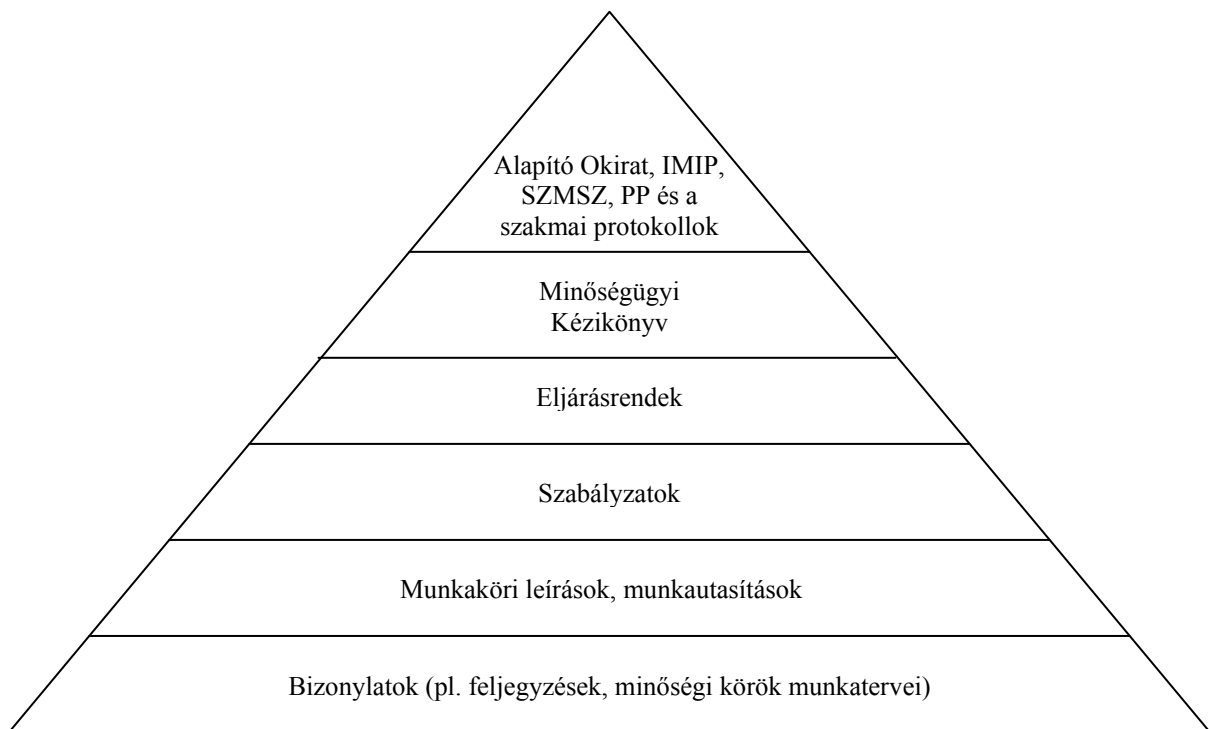 Alapító Okirat, IMIP,
SZMSZ, PP és a
szakmai protokollok
Minőségügyi
Kézikönyv
Eljárásrendek
Szabályzatok
Munkaköri leírások, munkautasítások
Bizonylatok (pl. feljegyzések, minőségi körök munkatervei)